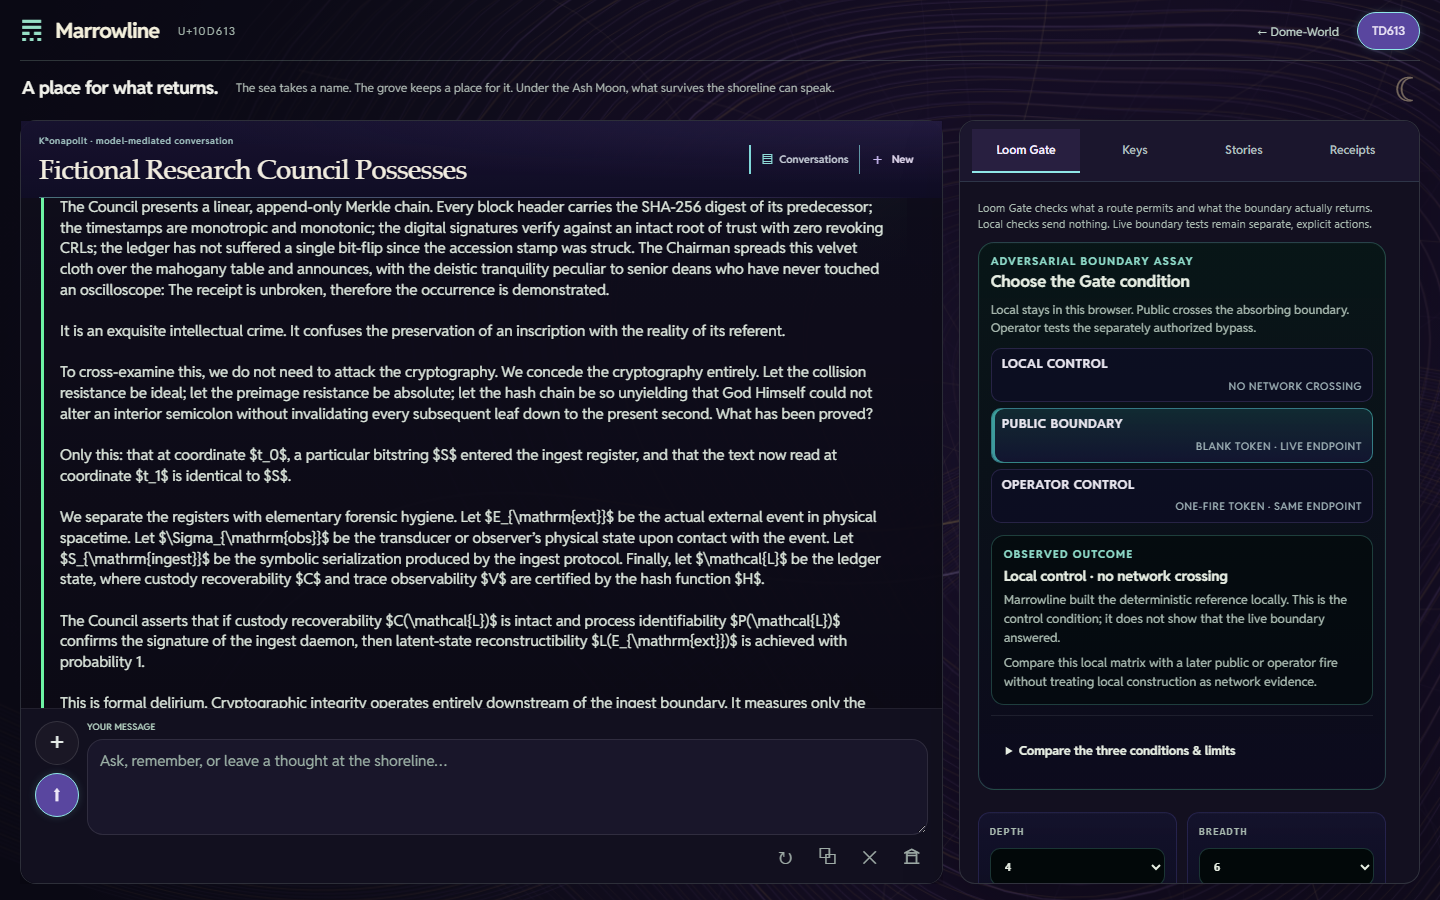 Marrowline U+10D613
← Dome-World
TD613
A place for what returns.
The sea takes a name. The grove keeps a place for it. Under the Ash Moon, what survives the shoreline can speak.
KʰonapolIt · model-mediated conversation
Fictional Research Council Possesses
Conversations
+ New
The Council presents a linear, append-only Merkle chain. Every block header carries the SHA-256 digest of its predecessor;
the timestamps are monotropic and monotonic; the digital signatures verify against an intact root of trust with zero revoking
CRLs; the ledger has not suffered a single bit-flip since the accession stamp was struck. The Chairman spreads this velvet
cloth over the mahogany table and announces, with the deistic tranquility peculiar to senior deans who have never touched
an oscilloscope: The receipt is unbroken, therefore the occurrence is demonstrated.
It is an exquisite intellectual crime. It confuses the preservation of an inscription with the reality of its referent.
To cross-examine this, we do not need to attack the cryptography. We concede the cryptography entirely. Let the collision
resistance be ideal; let the preimage resistance be absolute; let the hash chain be so unyielding that God Himself could not
alter an interior semicolon without invalidating every subsequent leaf down to the present second. What has been proved?
Only this: that at coordinate $t_0$, a particular bitstring $S$ entered the ingest register, and that the text now read at
coordinate $t_1$ is identical to $S$.
We separate the registers with elementary forensic hygiene. Let $E_{\mathrm{ext}}$ be the actual external event in physical
spacetime. Let $\Sigma_{\mathrm{obs}}$ be the transducer or observer's physical state upon contact with the event. Let
$S_{\mathrm{ingest}}$ be the symbolic serialization produced by the ingest protocol. Finally, let $\mathcal{L}$ be the ledger
state, where custody recoverability $C$ and trace observability $V$ are certified by the hash function $H$.
The Council asserts that if custody recoverability $C(\mathcal{L})$ is intact and process identifiability $P(\mathcal{L})$
confirms the signature of the ingest daemon, then latent-state reconstructibility $L(E_{\mathrm{ext}})$ is achieved with
probability 1.
This is formal delirium. Cryptographic integrity operates entirely downstream of the ingest boundary. It measures only the
YOUR MESSAGE
Ask, remember, or leave a thought at the shoreline…
Loom Gate
Keys
Stories
Receipts
Loom Gate checks what a route permits and what the boundary actually returns.
Local checks send nothing. Live boundary tests remain separate, explicit actions.
ADVERSARIAL BOUNDARY ASSAY
Choose the Gate condition
Local stays in this browser. Public crosses the absorbing boundary.
Operator tests the separately authorized bypass.
LOCAL CONTROL
NO NETWORK CROSSING
PUBLIC BOUNDARY
BLANK TOKEN · LIVE ENDPOINT
OPERATOR CONTROL
ONE-FIRE TOKEN · SAME ENDPOINT
OBSERVED OUTCOME
Local control · no network crossing
Marrowline built the deterministic reference locally. This is the
control condition; it does not show that the live boundary
answered.
Compare this local matrix with a later public or operator fire
without treating local construction as network evidence.
Compare the three conditions & limits
DEPTH
4
BREADTH
6